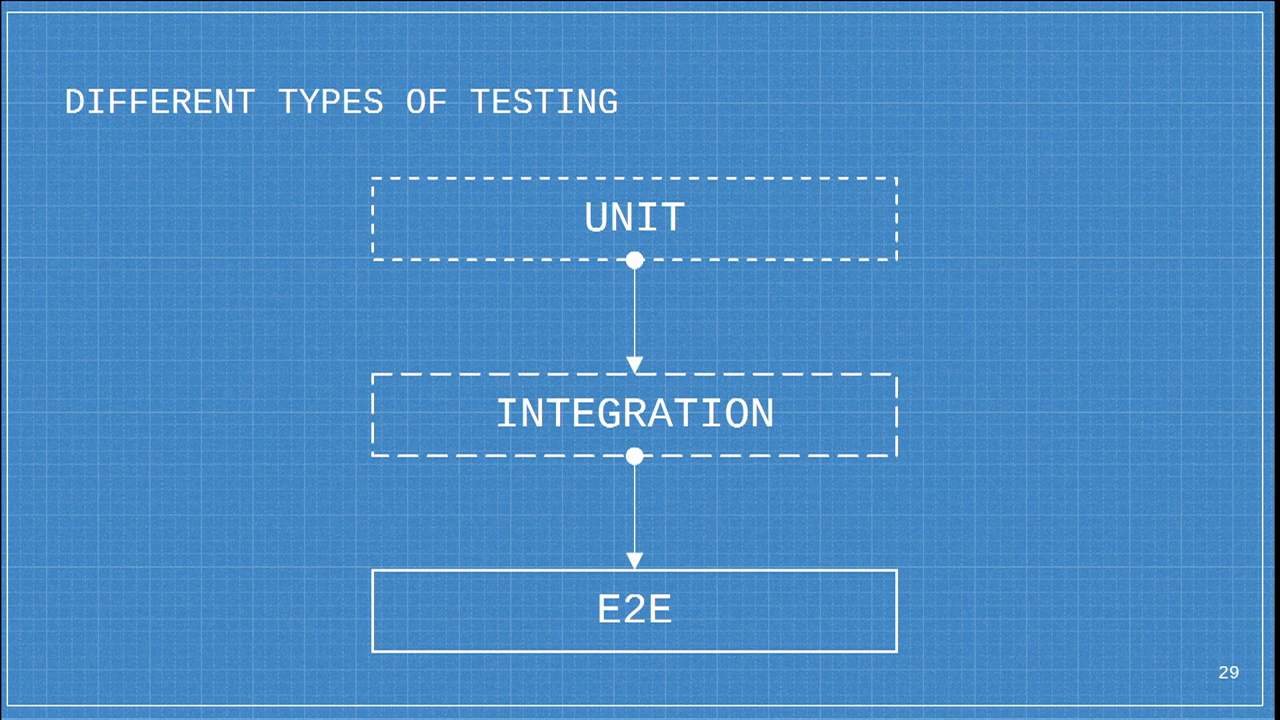 DIFFERENT TYPES OF TESTING
UNIT
INTEGRATION
E2E
29